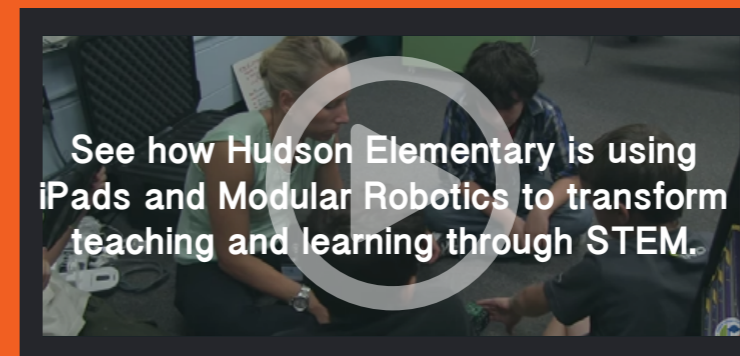 See how Hudson Elementary is using
iPads and Modular Robotics to transform
teaching and learning through STEM.